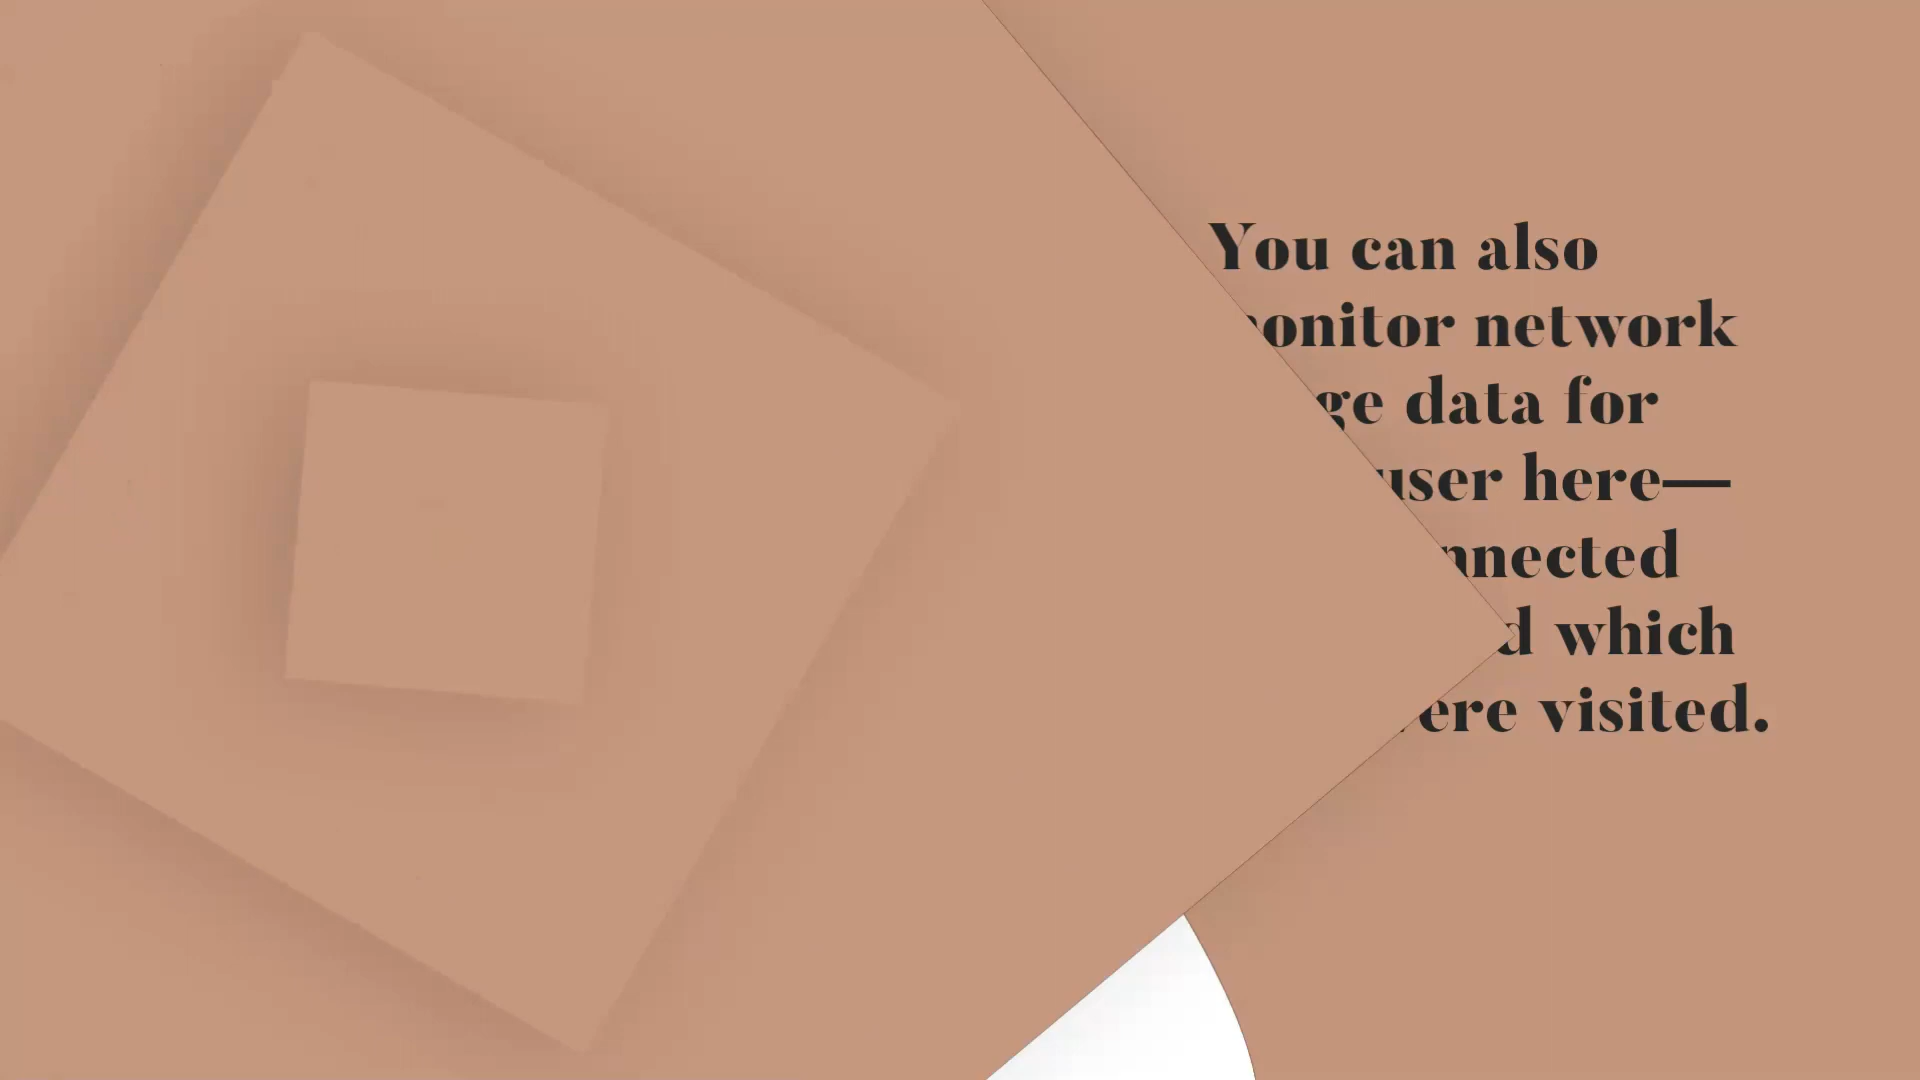 You can also
onitor network
ge data for
user here—
nnected
d which
ere visited.